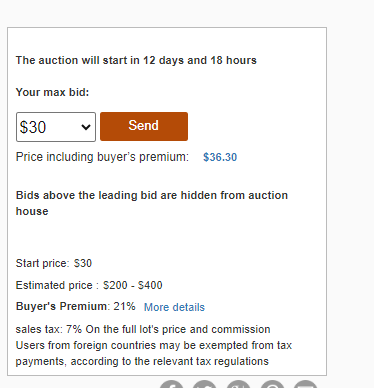 The auction will start in 12 days and 18 hours
Your max bid:
$30
Send
Price including buyer's premium: $36.30
Bids above the leading bid are hidden from auction
house
Start price: $30
Estimated price : $200 - $400
Buyer's Premium: 21% More details
sales tax: 7% On the full lot's price and commission
Users from foreign countries may be exempted from tax
payments, according to the relevant tax regulations